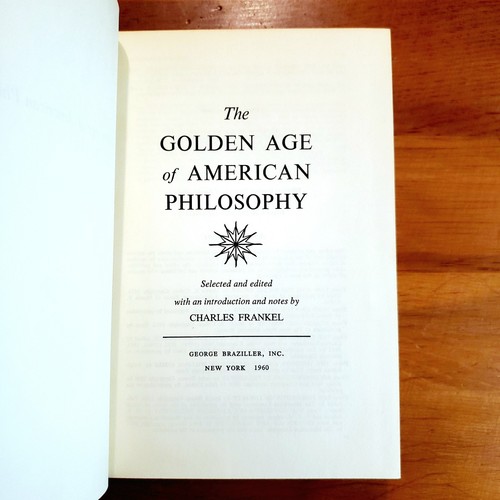 The
GOLDEN AGE
of AMERICAN
PHILOSOPHY
Selected and edited
with an introduction and notes by
CHARLES FRANKEL
GEORGE BRAZILLER, INC.
NEW YORK 1960